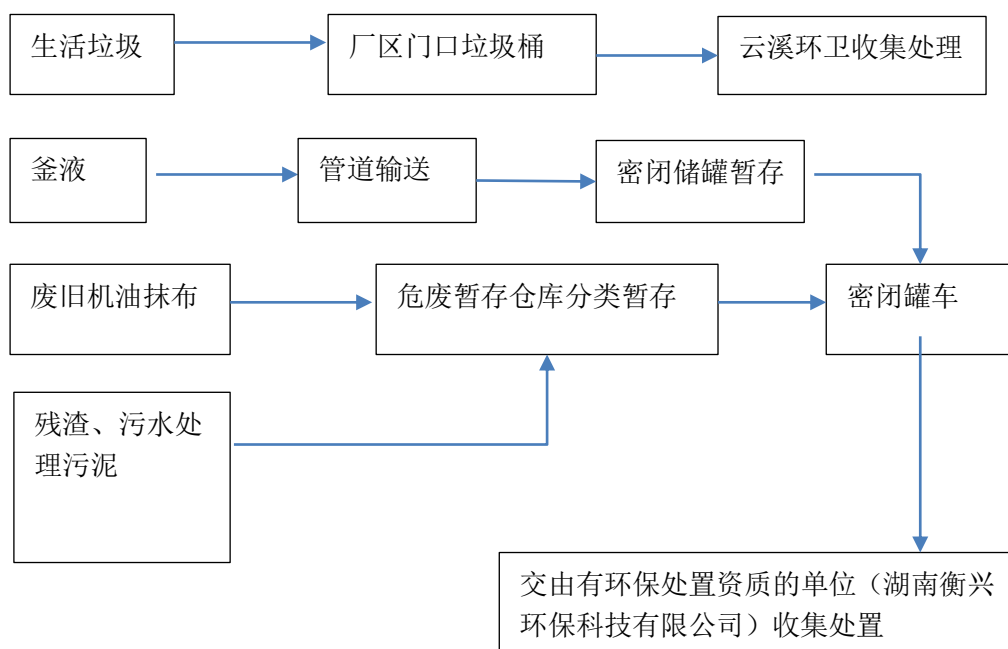 生活垃圾
厂区门口垃圾桶
云溪环卫收集处理
釜液
管道输送
密闭储罐暂存
废旧机油抹布
危废暂存仓库分类暂存
密闭罐车
残渣、污水处
理污泥
交由有环保处置资质的单位（湖南衡兴
环保科技有限公司）收集处置